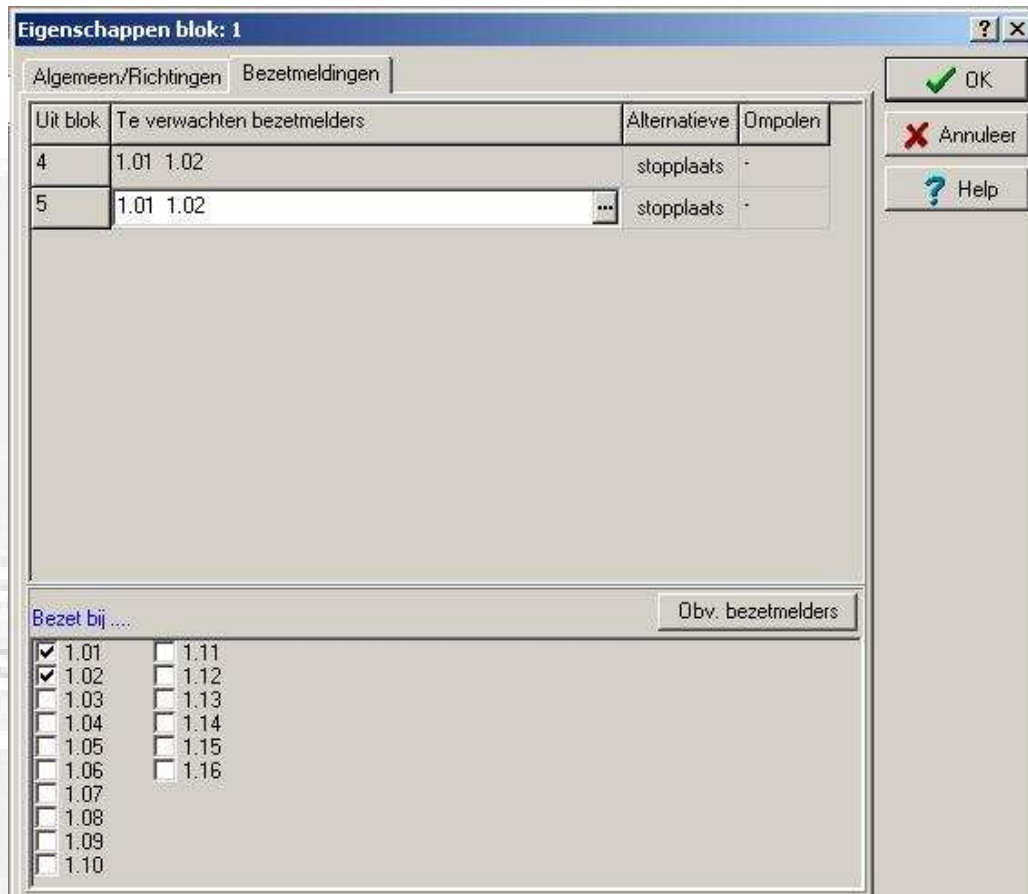 Eigenschappen blok: 1
Algemeen/Richtingen Bezetmeldingen
OK
Annuleer
Help
Uit blok Te verwachten bezetmelders Alternatieve Ompolen
4 1.01 1.02 stopplaats -
5 1.01 1.02 ... stopplaats -
Bezet bij .... Obv. bezetmelders
1.01 1.11
1.02 1.12
1.03 1.13
1.04 1.14
1.05 1.15
1.06 1.16
1.07
1.08
1.09
1.10